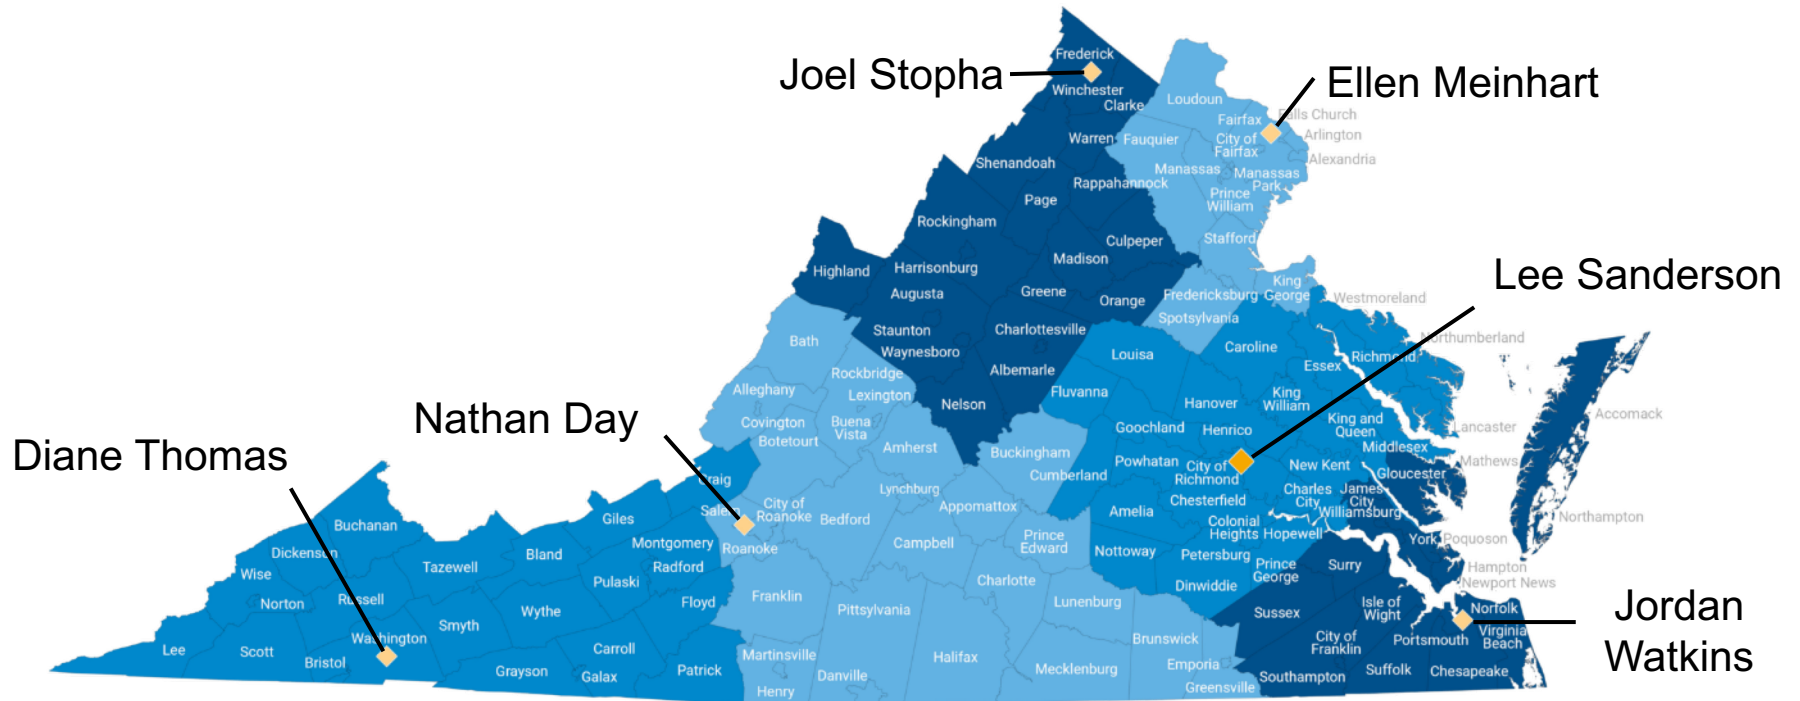 Frederick
Joel Stopha
Ellen Meinhart
Winchester
Loudoun
Clarke
Falls Church
Fairfax
Arlington
Warren
Fauquier
City of
Fairfax
Alexandria
Shenandoah
Manassas
Manassas
Park
Rappahannock
Prince
William
Page
Rockingham
Stafford
Culpeper
Madison
Highland
Harrisonburg
Lee Sanderson
King
George
Augusta
Greene
Orange
Fredericksburg
Westmoreland
Spotsylvania
Staunton
Charlottesville
Northumberland
Bath
Waynesboro
Louisa
Caroline
Richmond
Essex
Rockbridge
Albemarle
Alleghany
Lexington
Fluvanna
King
William
Nelson
Hanover
Accomack
Nathan Day
Covington
Buena
Vista
Goochland
Henrico
King and
Queen
Lancaster
Botetourt
Amherst
Buckingham
Middlesex
Diane Thomas
Powhatan
City of
Richmond
New Kent
Mathews
Cumberland
Gloucester
Craig
Lynchburg
Charles
City
James
City
Chesterfield
Salem
City of
Roanoke
Bedford
Appomattox
Amelia
Williamsburg
Northampton
Giles
Buchanan
Colonial
Heights
Hopewell
Montgomery
Roanoke
Campbell
Prince
Edward
Nottoway
Petersburg
York
Poquoson
Dickenson
Bland
Tazewell
Radford
Prince
George
Surry
Hampton
Newport News
Wise
Pulaski
Charlotte
Dinwiddie
Norton
Russell
Wythe
Floyd
Franklin
Pittsylvania
Lunenburg
Sussex
Isle of
Wight
Norfolk
Jordan
Watkins
Smyth
Washington
Brunswick
City of
Franklin
Portsmouth
Virginia
Beach
Lee
Scott
Bristol
Carroll
Martinsville
Halifax
Emporia
Grayson
Galax
Patrick
Danville
Mecklenburg
Southampton
Suffolk
Chesapeake
Henry
Greensville